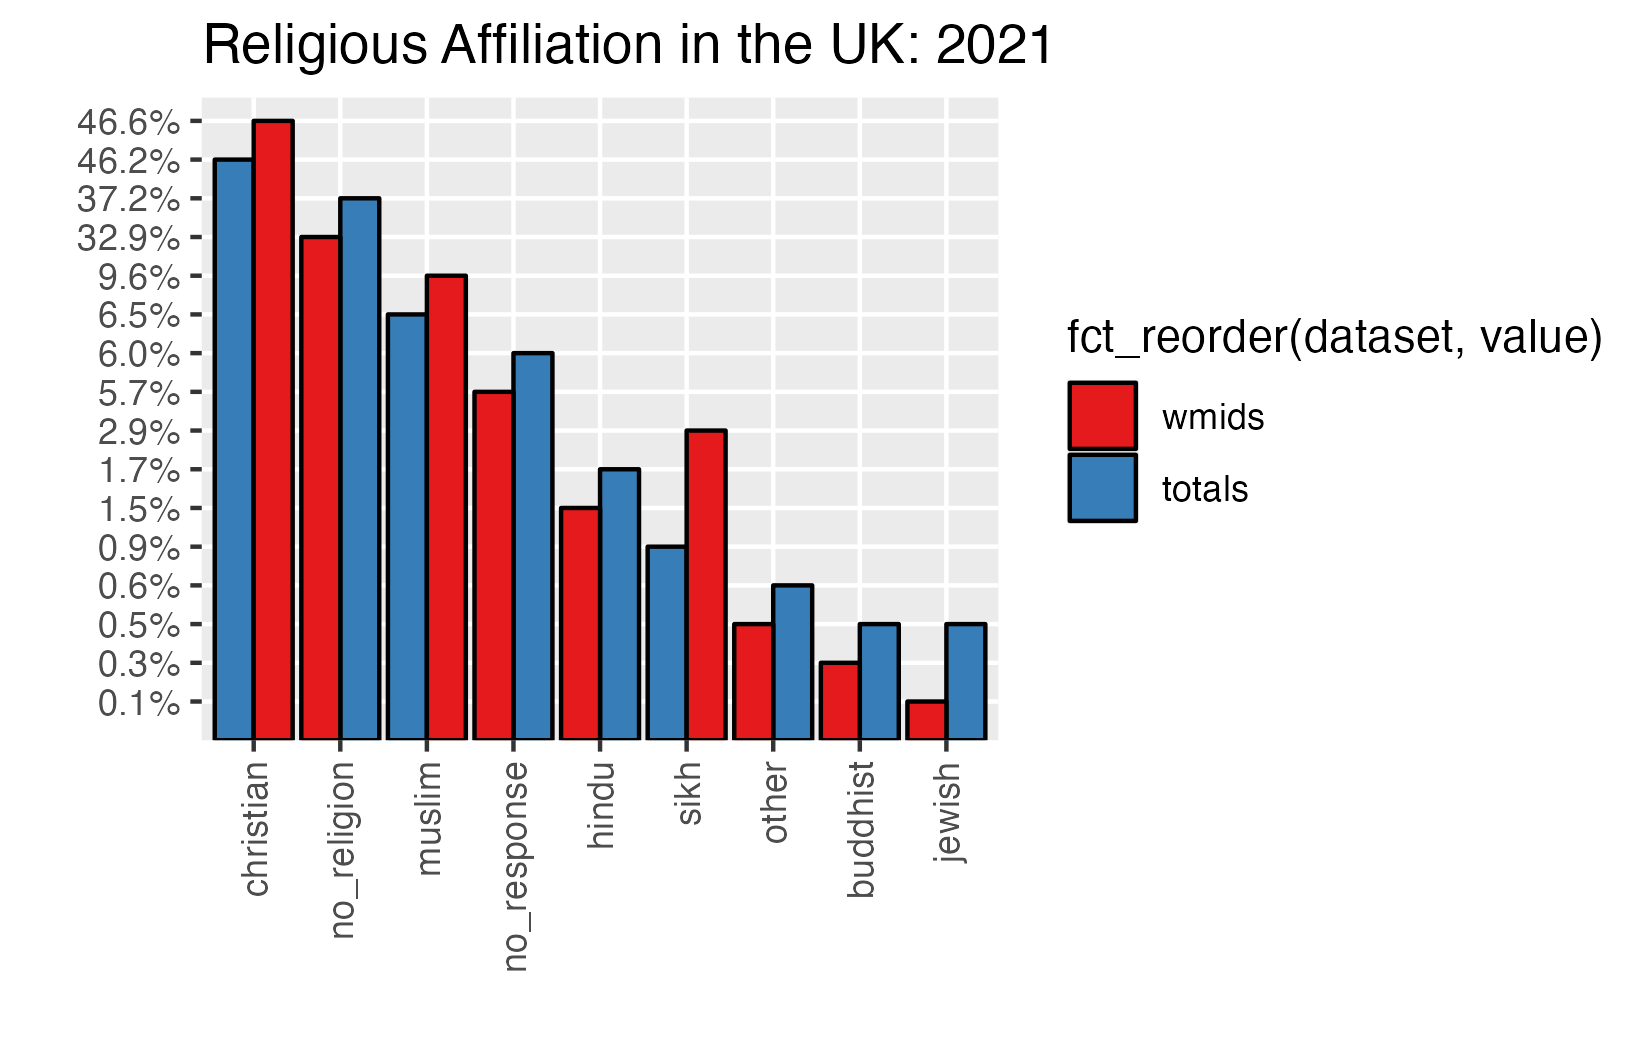 Religious Affiliation in the UK: 2021
46.6%
46.2%
37.2%
32.9%
9.6%
6.5%
6.0%
5.7%
2.9%
1.7%
1.5%
0.9%
0.6%
0.5%
0.3%
0.1%
christian
no_religion
muslim
no_response
hindu
sikh
other
buddhist
jewish
fct_reorder(dataset, value)
wmids
totals